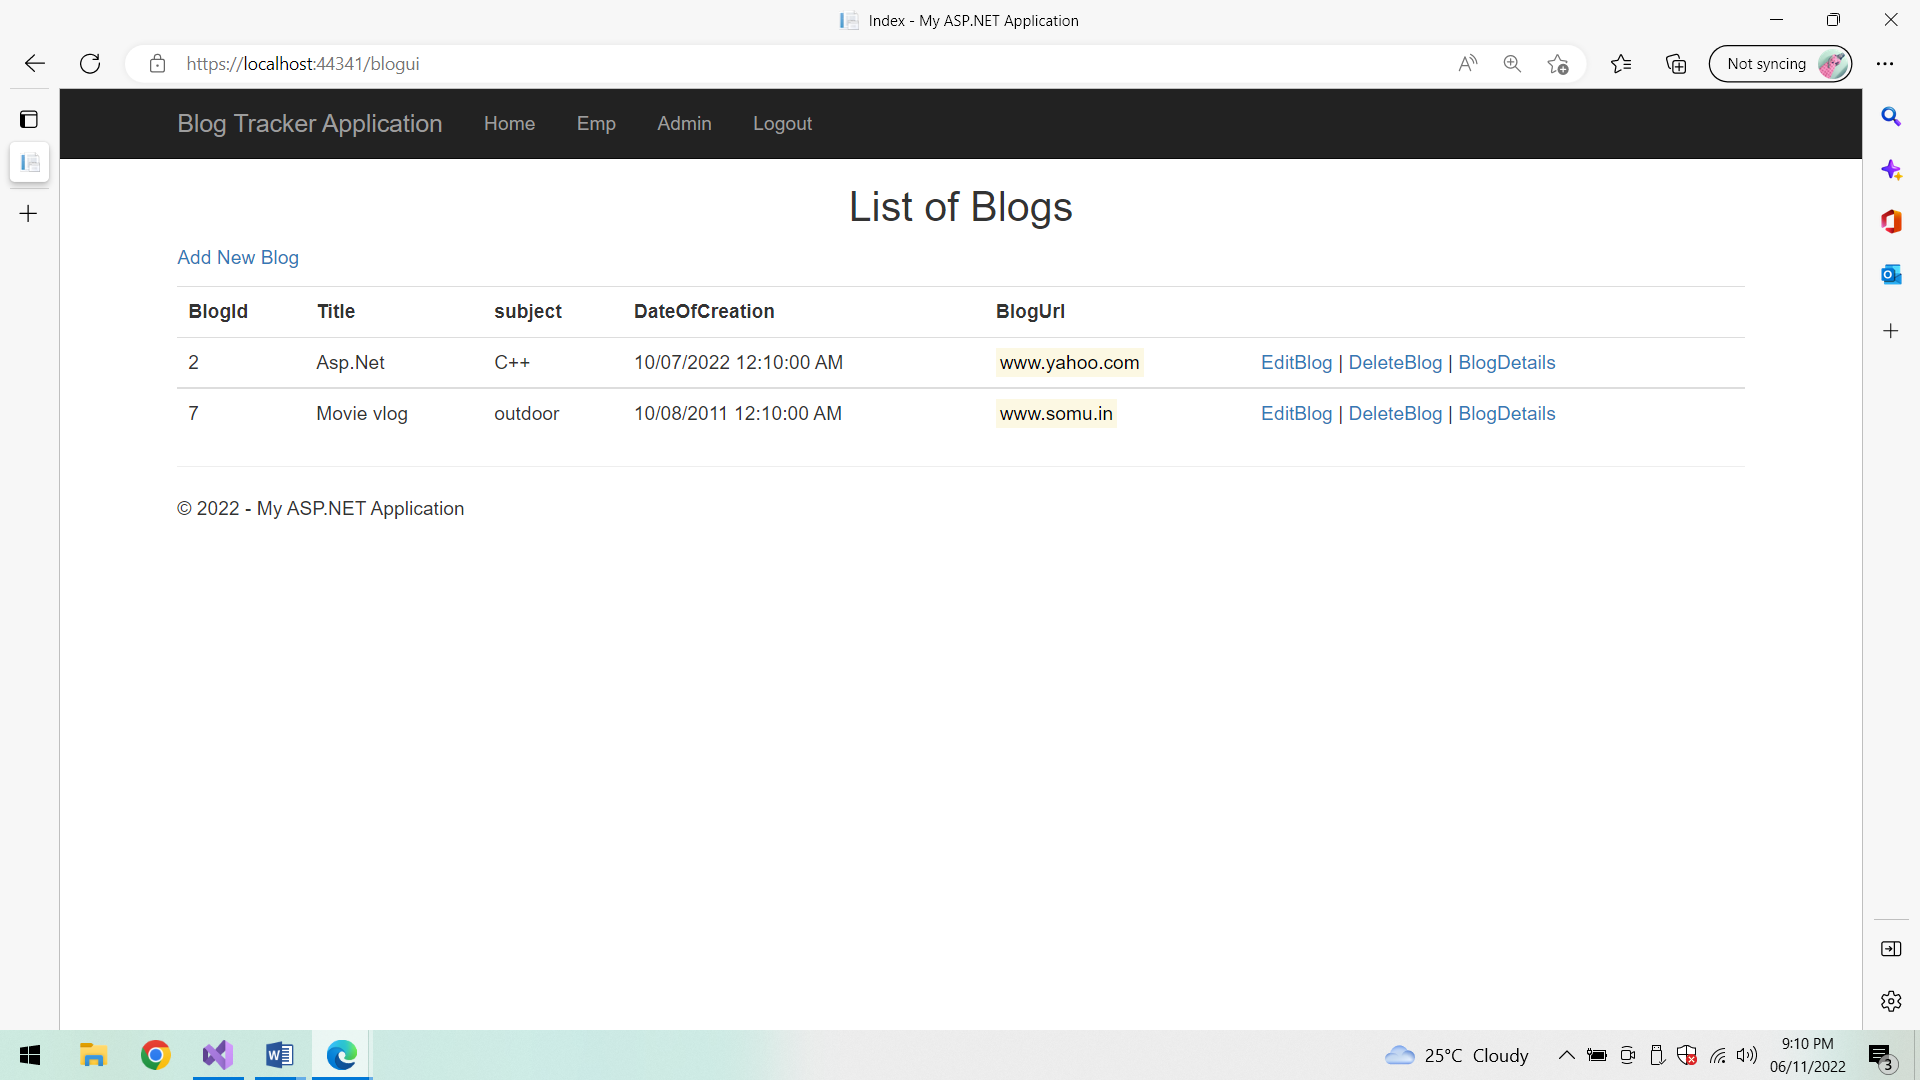 Index - My ASP.NET Application
https://localhost:44341/blogui
Not syncing
Blog Tracker Application Home Emp Admin Logout
List of Blogs
Add New Blog
BlogId Title subject DateOfCreation BlogUrl
2 Asp.Net C++ 10/07/2022 12:10:00 AM www.yahoo.com EditBlog | DeleteBlog | BlogDetails
7 Movie vlog outdoor 10/08/2011 12:10:00 AM www.somu.in EditBlog | DeleteBlog | BlogDetails
© 2022 - My ASP.NET Application
25°C Cloudy
9:10 PM
06/11/2022
3